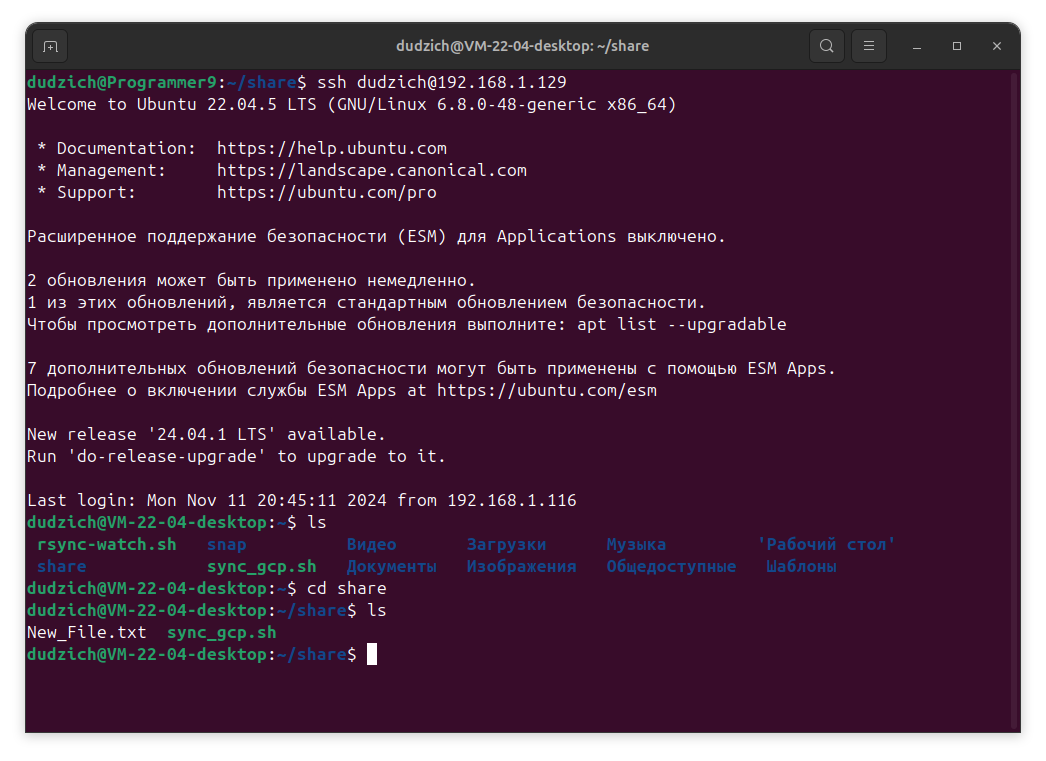 dudzich@VM-22-04-desktop: ~/share
dudzich@Programmer9:~/share$ ssh dudzich@192.168.1.129
Welcome to Ubuntu 22.04.5 LTS (GNU/Linux 6.8.0-48-generic x86_64)
* Documentation:  https://help.ubuntu.com
* Management:     https://landscape.canonical.com
* Support:        https://ubuntu.com/pro
Расширенное поддержание безопасности (ESM) для Applications выключено.
2 обновления может быть применено немедленно.
1 из этих обновлений, является стандартным обновлением безопасности.
Чтобы просмотреть дополнительные обновления выполните: apt list --upgradable
7 дополнительных обновлений безопасности могут быть применены с помощью ESM Apps.
Подробнее о включении службы ESM Apps at https://ubuntu.com/esm
New release '24.04.1 LTS' available.
Run 'do-release-upgrade' to upgrade to it.
Last login: Mon Nov 11 20:45:11 2024 from 192.168.1.116
dudzich@VM-22-04-desktop:~$ ls
rsync-watch.sh   snap          Видео       Загрузки      Музыка         'Рабочий стол'
share            sync_gcp.sh   Документы   Изображения   Общедоступные   Шаблоны
dudzich@VM-22-04-desktop:~$ cd share
dudzich@VM-22-04-desktop:~/share$ ls
New_File.txt  sync_gcp.sh
dudzich@VM-22-04-desktop:~/share$